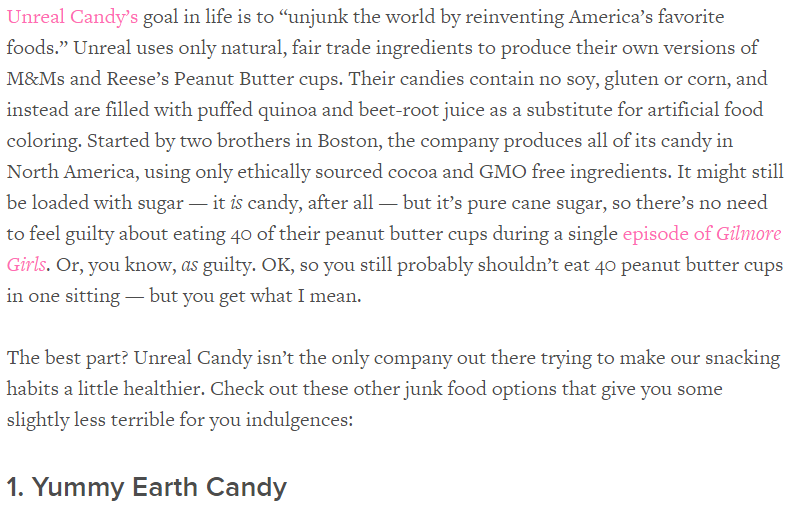 Unreal Candy’s goal in life is to “unjunk the world by reinventing America’s favorite
foods.” Unreal uses only natural, fair trade ingredients to produce their own versions of
M&Ms and Reese’s Peanut Butter cups. Their candies contain no soy, gluten or corn, and
instead are filled with puffed quinoa and beet-root juice as a substitute for artificial food
coloring. Started by two brothers in Boston, the company produces all of its candy in
North America, using only ethically sourced cocoa and GMO free ingredients. It might still
be loaded with sugar — it is candy, after all — but it’s pure cane sugar, so there’s no need
to feel guilty about eating 40 of their peanut butter cups during a single episode of Gilmore
Girls. Or, you know, as guilty. OK, so you still probably shouldn’t eat 40 peanut butter cups
in one sitting — but you get what I mean.
The best part? Unreal Candy isn’t the only company out there trying to make our snacking
habits a little healthier. Check out these other junk food options that give you some
slightly less terrible for you indulgences:
1. Yummy Earth Candy